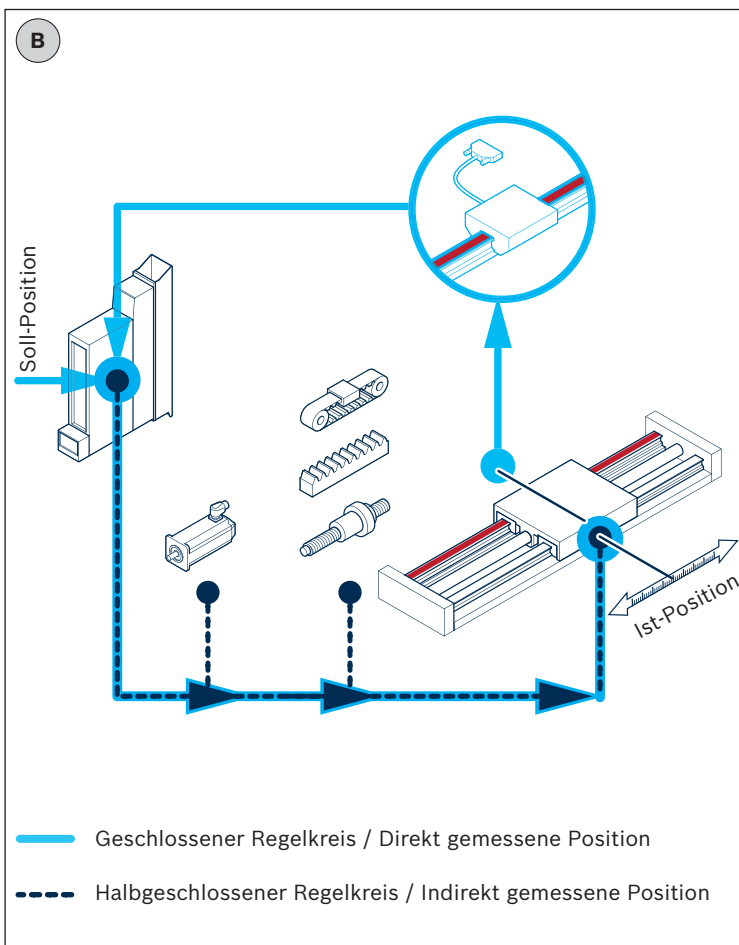 B
Soll-Position
Ist-Position
Geschlossener Regelkreis / Direkt gemessene Position
Halbgeschlossener Regelkreis / Indirekt gemessene Position